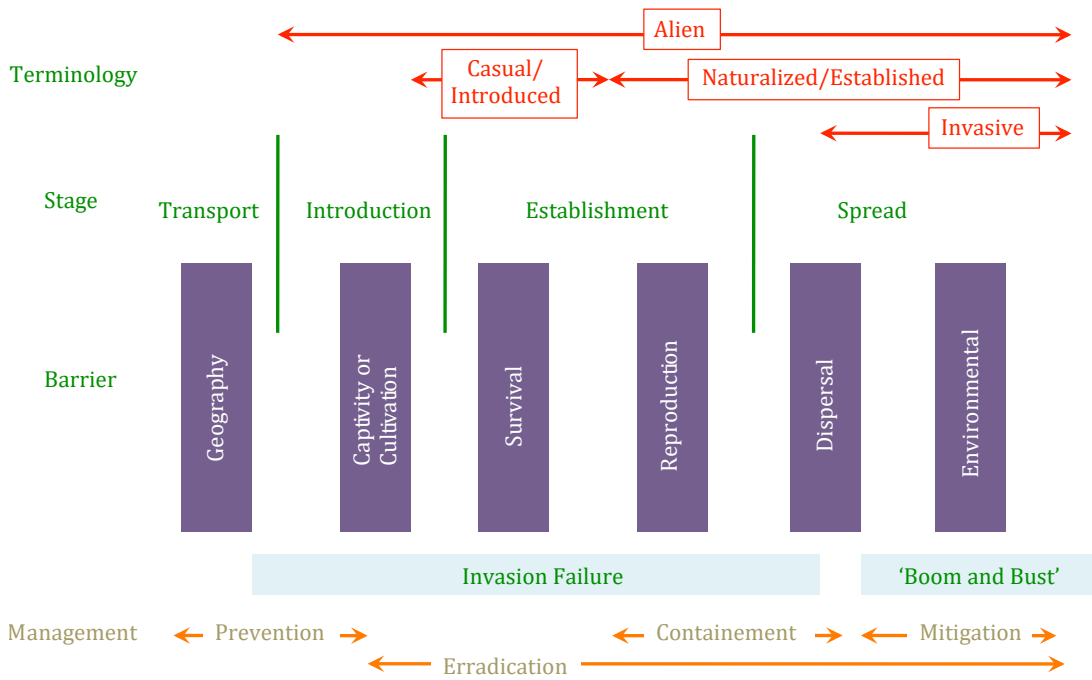 Alien
Terminology
Casual/
Introduced
Naturalized/Established
Invasive
Stage
Transport
Introduction
Establishment
Spread
Barrier
Geography
Captivity or
Cultivation
Survival
Reproduction
Dispersal
Environmental
Invasion Failure
‘Boom and Bust’
Management
Prevention
Containement
Mitigation
Erradication